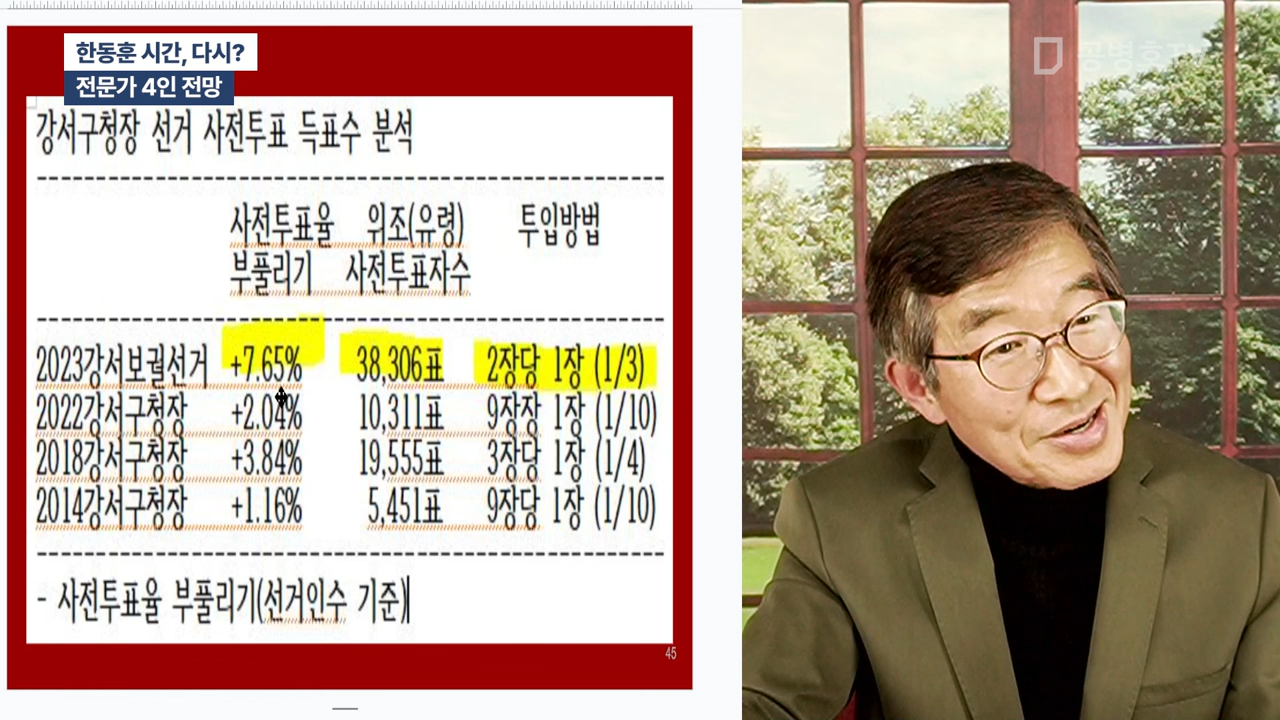 한동훈 시간, 다시?
전문가 4인 전망
공병호TV
강서구청장 선거 사전투표 득표수 분석
사전투표율 위조(유령) 투입방법
부풀리기 사전투표자수
2023강서보궐선거 +7.65% 38,306표 2장당 1장 (1/3)
2022강서구청장 +2.04% 10,311표 9장장 1장 (1/10)
2018강서구청장 +3.84% 19,555표 3장당 1장 (1/4)
2014강서구청장 +1.16% 5,451표 9장당 1장 (1/10)
- 사전투표율 부풀리기(선거인수 기준)
45